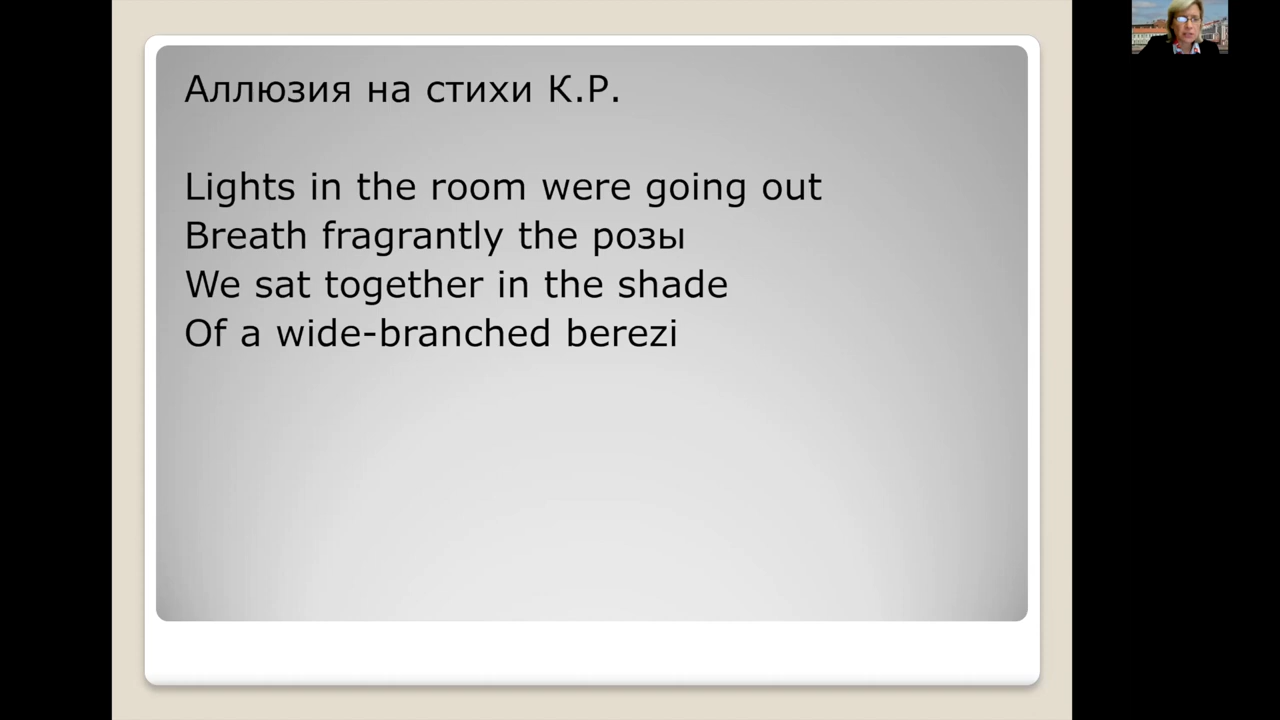 Аллюзия на стихи К.Р.
Lights in the room were going out
Breath fragrantly the розы
We sat together in the shade
Of a wide-branched berezi